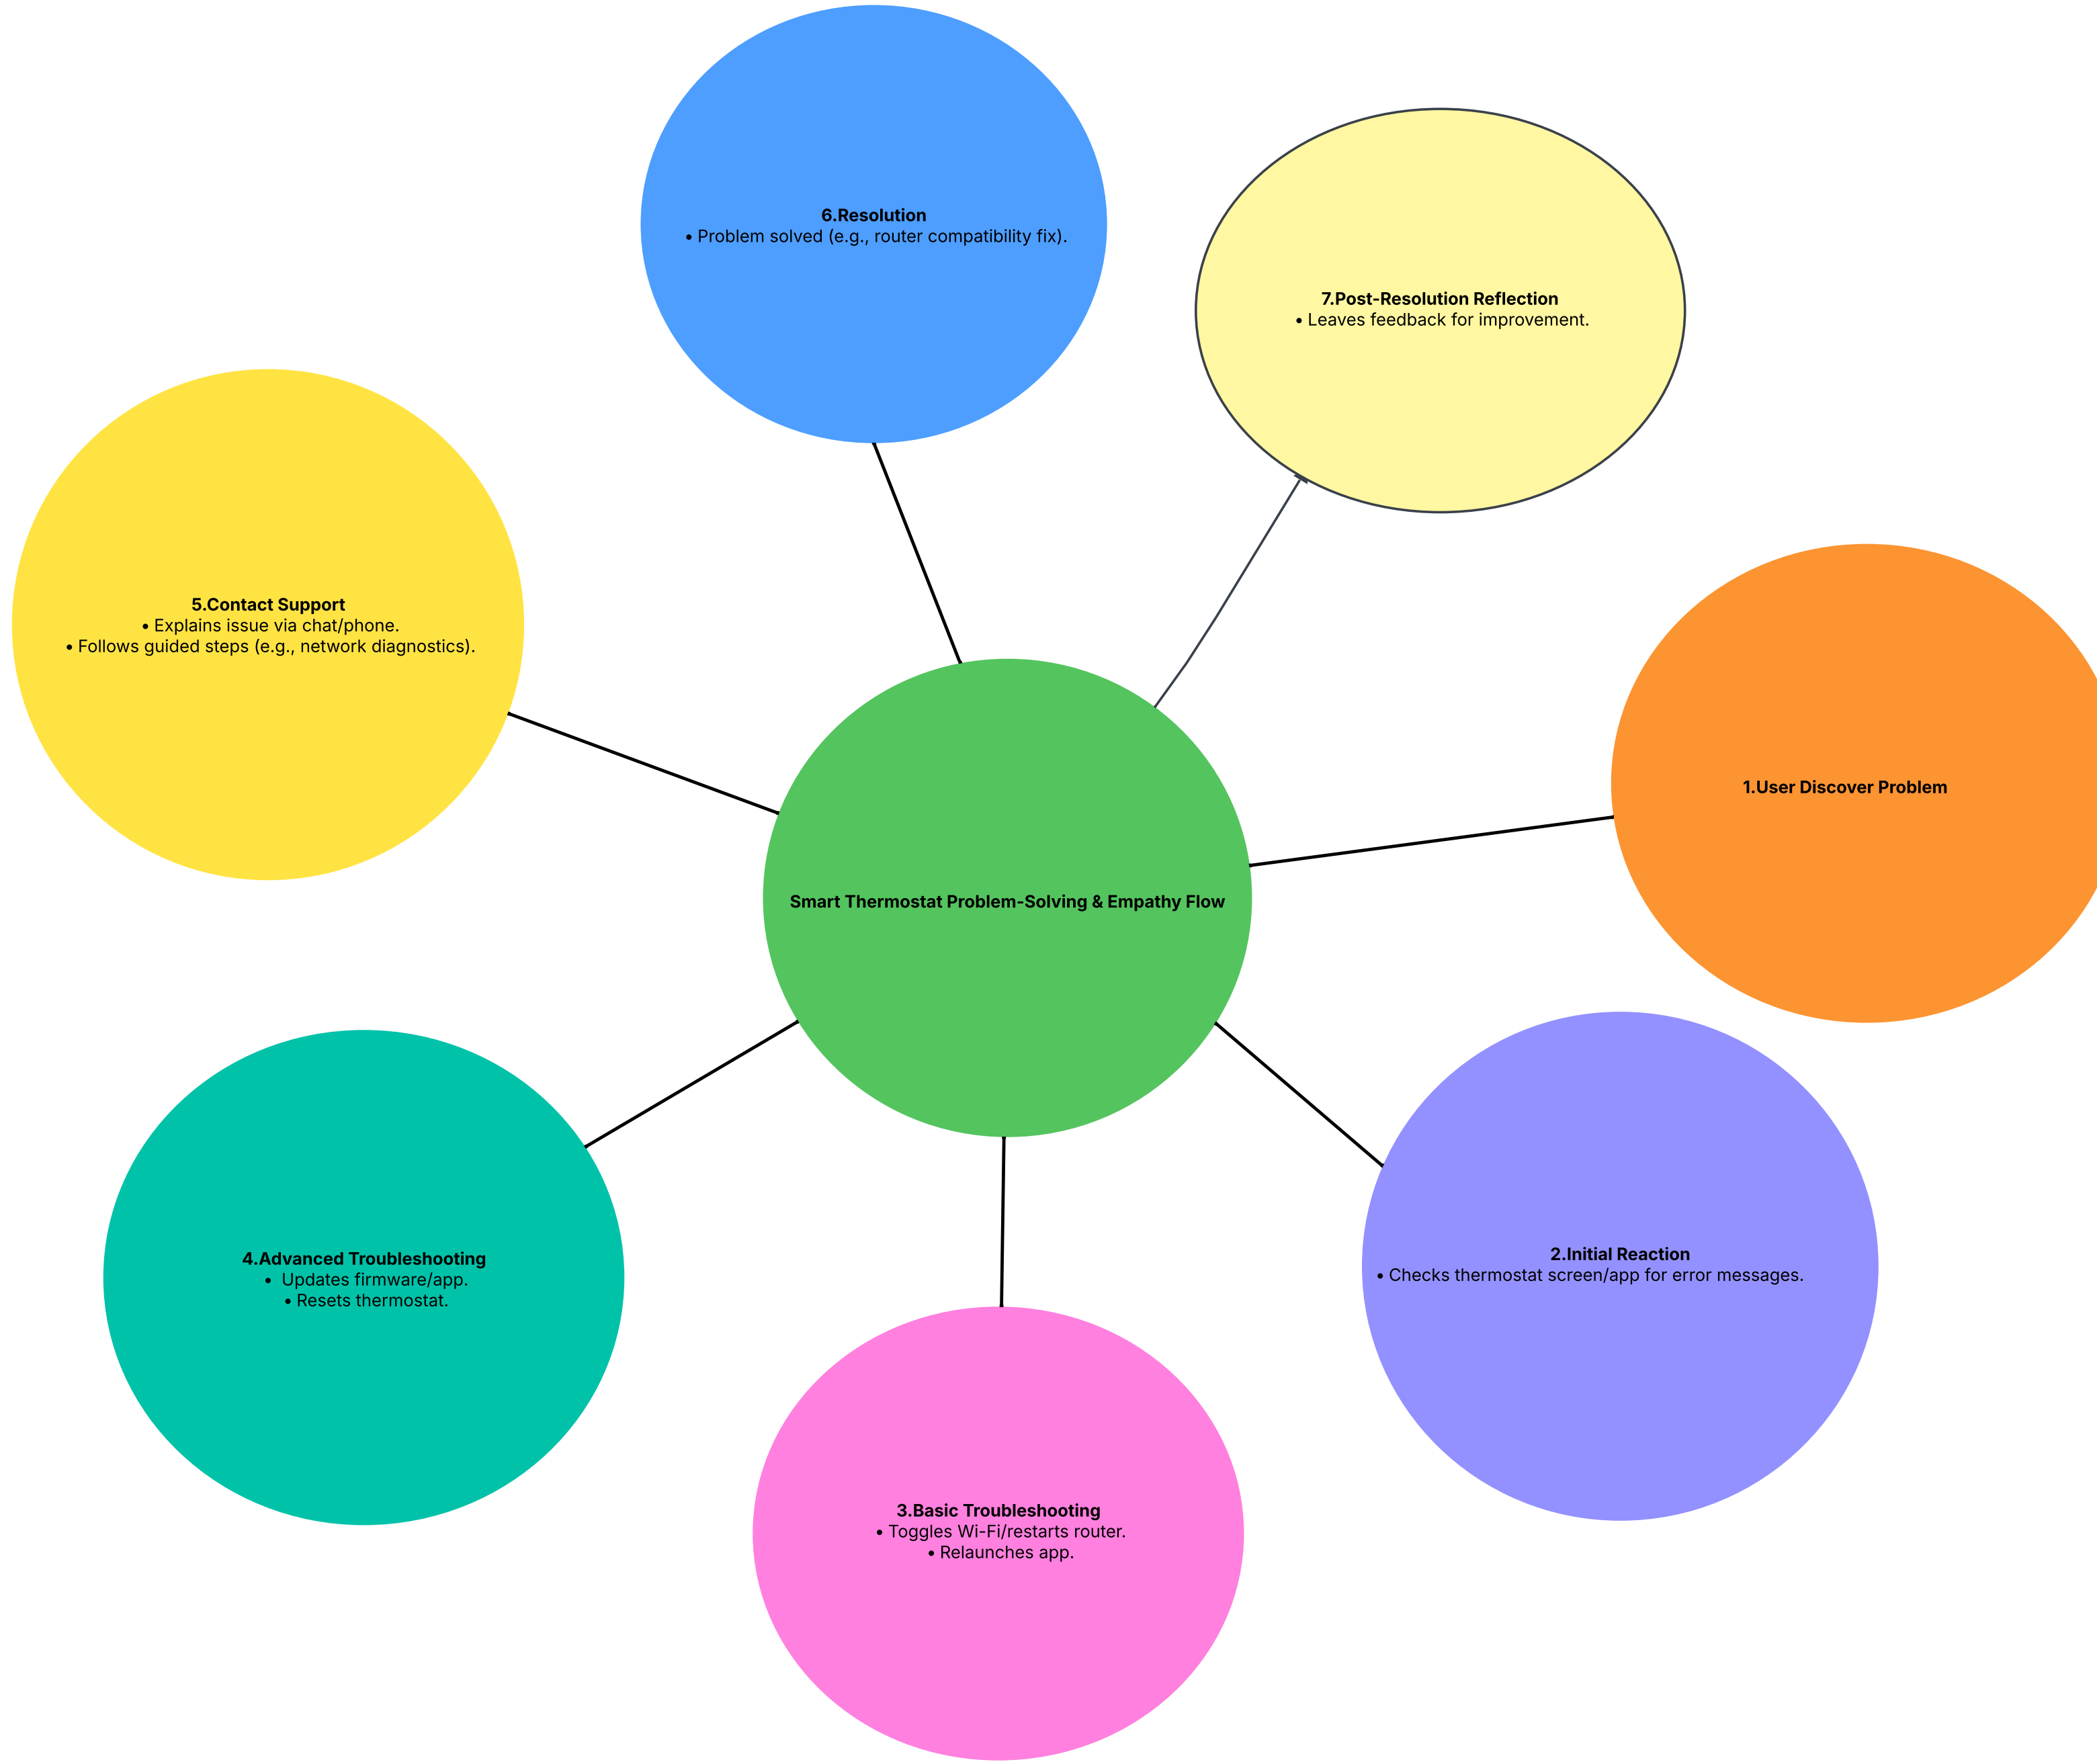 6.Resolution
• Problem solved (e.g., router compatibility fix).
7.Post-Resolution Reflection
• Leaves feedback for improvement.
5.Contact Support
• Explains issue via chat/phone.
• Follows guided steps (e.g., network diagnostics).
1.User Discover Problem
Smart Thermostat Problem-Solving & Empathy Flow
4.Advanced Troubleshooting
• Updates firmware/app.
• Resets thermostat.
2.Initial Reaction
• Checks thermostat screen/app for error messages.
3.Basic Troubleshooting
• Toggles Wi-Fi/restarts router.
• Relaunches app.